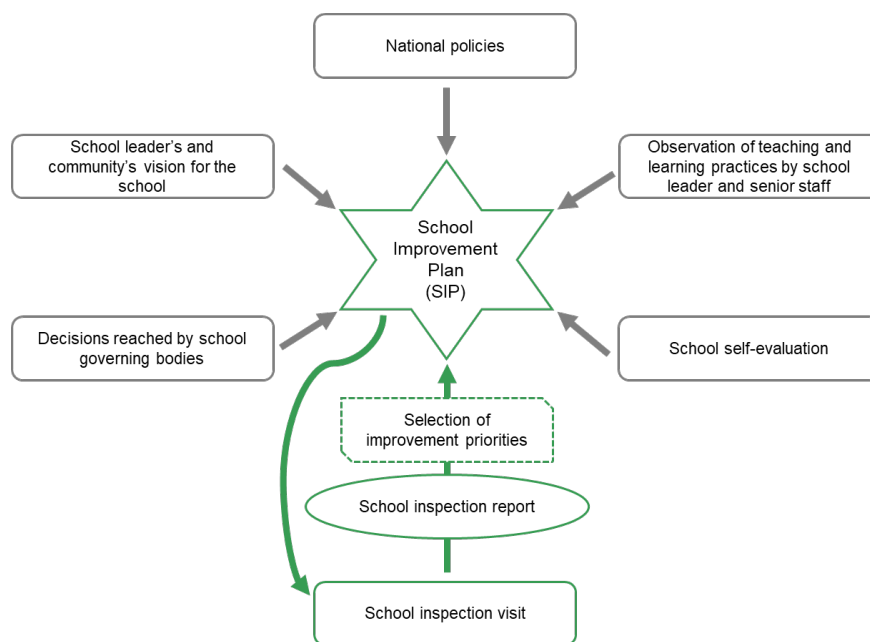 National policies
School leader's and
community's vision for the
school
Observation of teaching and
learning practices by school
leader and senior staff
School
Improvement
Plan
(SIP)
Decisions reached by school
governing bodies
School self-evaluation
Selection of
improvement priorities
School inspection report
School inspection visit